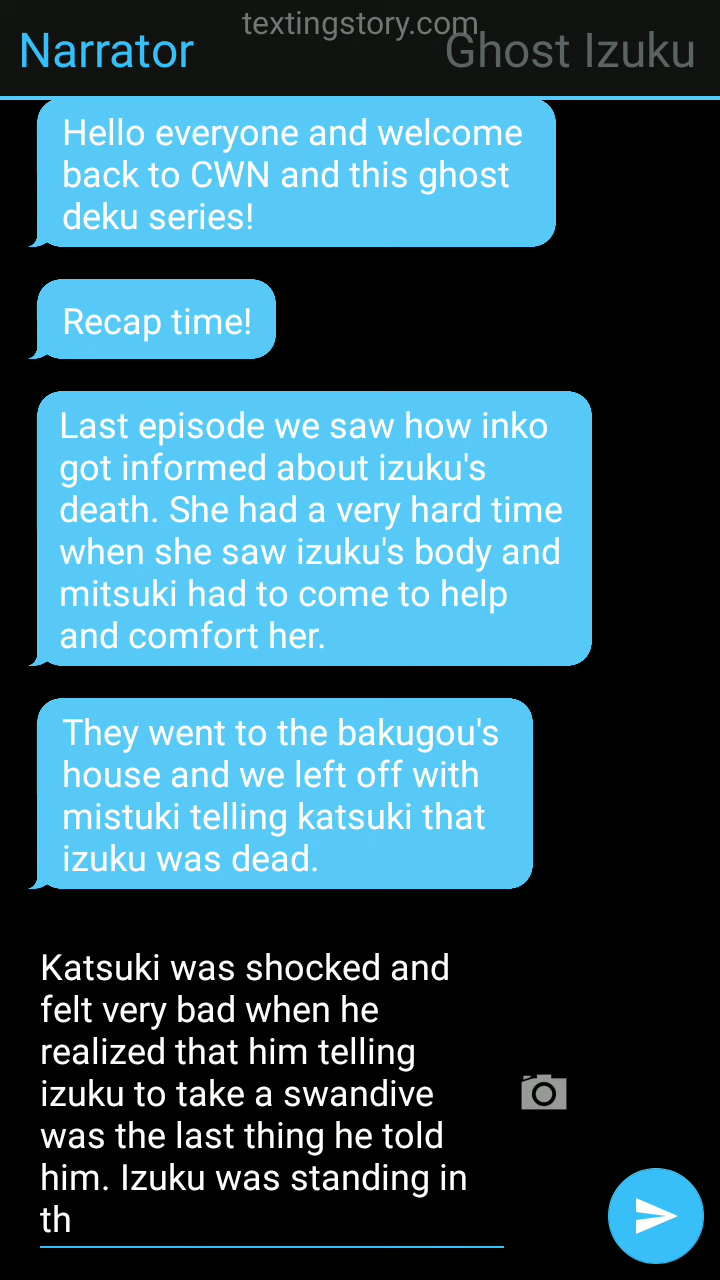 textingstory.com
Narrator
Ghost Izuku
Hello everyone and welcome
back to CWN and this ghost
deku series!
Recap time!
Last episode we saw how inko
got informed about izuku's
death. She had a very hard time
when she saw izuku's body and
mitsuki had to come to help
and comfort her.
They went to the bakugou's
house and we left off with
mistuki telling katsuki that
izuku was dead.
Katsuki was shocked and
felt very bad when he
realized that him telling
izuku to take a swandive
was the last thing he told
him. Izuku was standing in
th